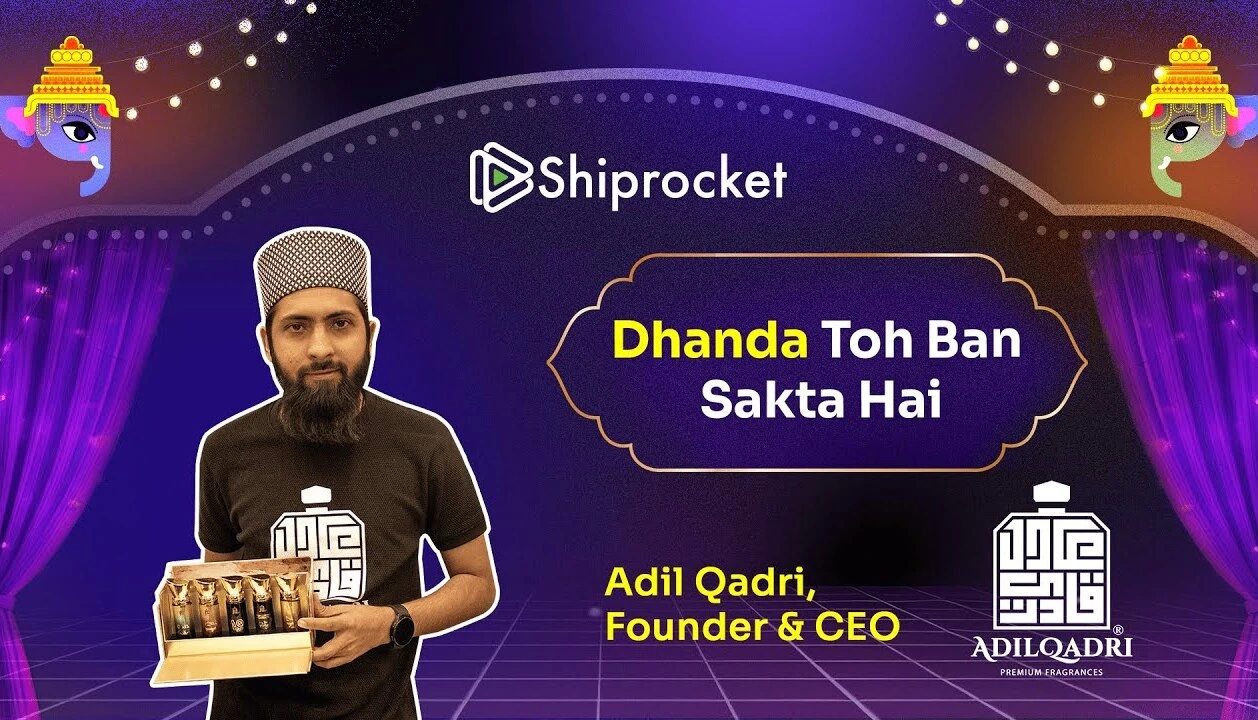 Shiprocket
Dhanda Toh Ban
Sakta Hai
Adil Qadri,
Founder & CEO
ADILQADRI®
PREMIUM FRAGRANCES